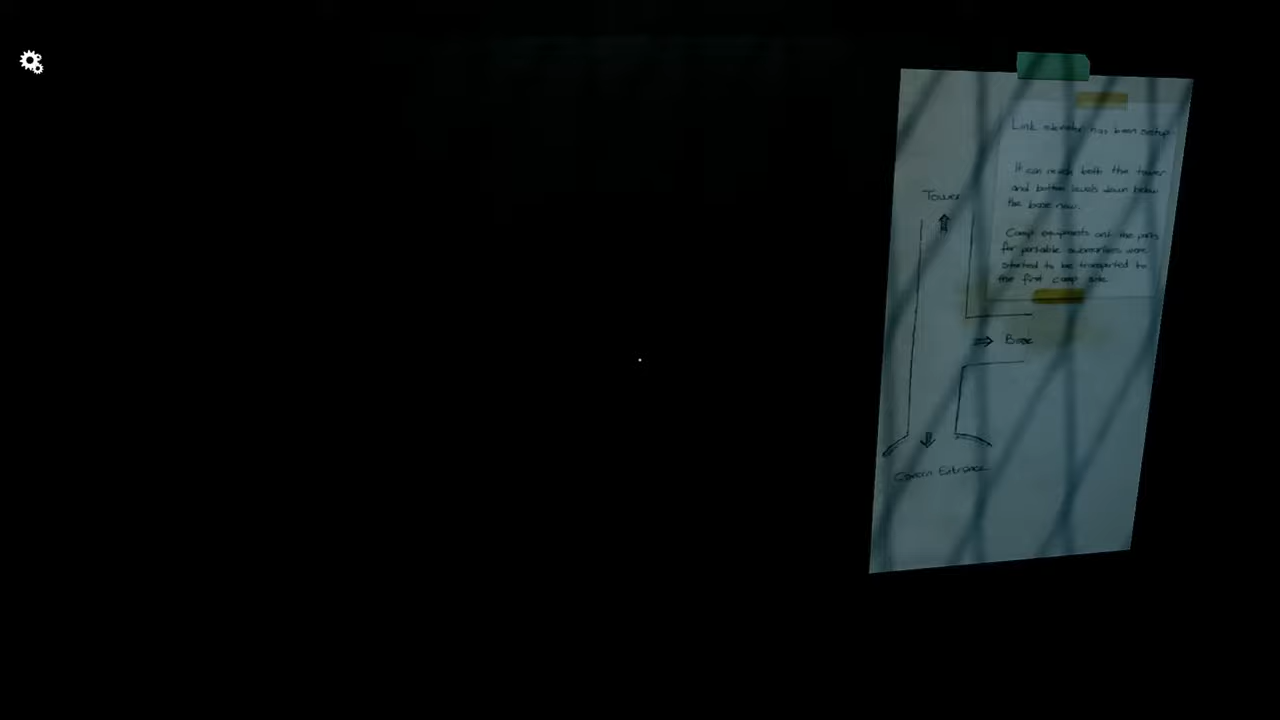 Link elevator has been setup.
It can reach both the tower
and bottom levels down below
the base now.
Camp equipments and the parts
for portable submarines were
started to be transported to
the first camp side.
Tower
Base
Cavern Entrance